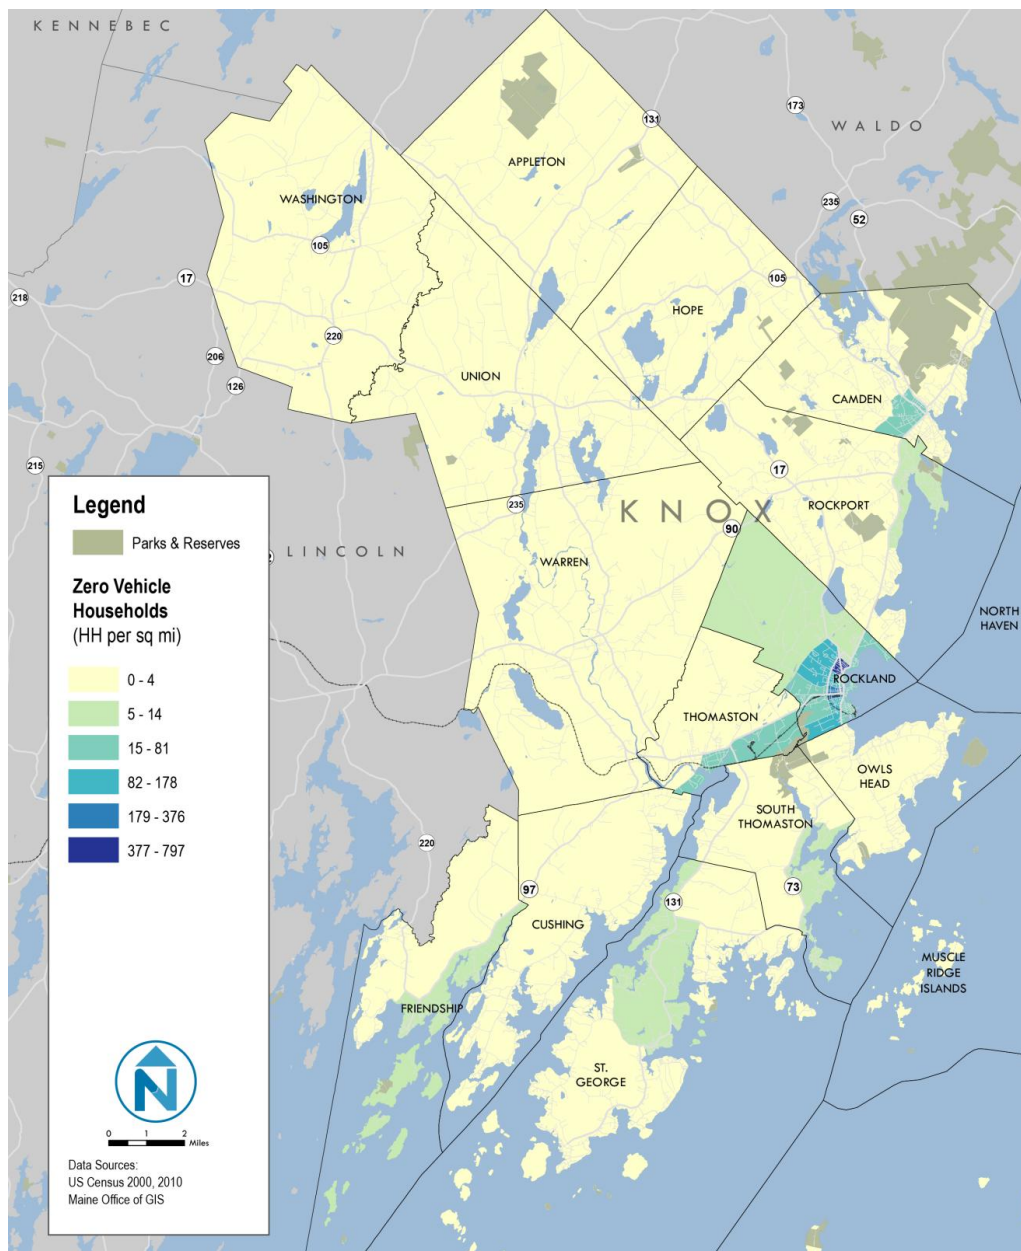 KENNEBEC
173
131
WALDO
APPLETON
WASHINGTON
235
52
105
17
105
218
HOPE
220
206
UNION
126
CAMDEN
215
17
235
ROCKPORT
KNOX
90
Legend
Parks & Reserves
LINCOLN
WARREN
Zero Vehicle
Households
(HH per sq mi)
NORTH
HAVEN
0 - 4
5 - 14
15 - 81
82 - 178
179 - 376
377 - 797
ROCKLAND
THOMASTON
OWLS
HEAD
SOUTH
THOMASTON
220
97
73
131
CUSHING
MUSCLE
RIDGE
ISLANDS
FRIENDSHIP
ST.
GEORGE
N
0 1 2
Miles
Data Sources:
US Census 2000, 2010
Maine Office of GIS